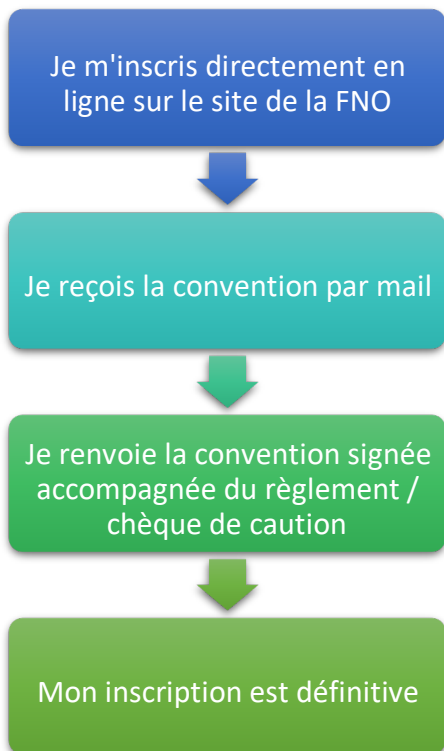 Je m'inscris directement en
ligne sur le site de la FNO
Je reçois la convention par mail
Je renvoie la convention signée
accompagnée du règlement /
chèque de caution
Mon inscription est définitive